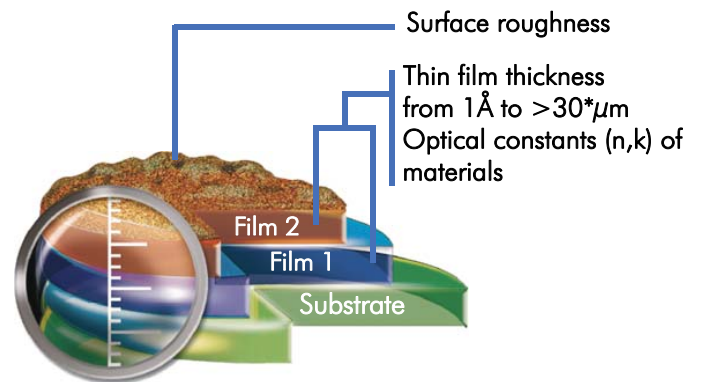 Surface roughness
Thin film thickness
from 1Å to >30*μm
Optical constants (n,k) of
materials
Film 2
Film 1
Substrate